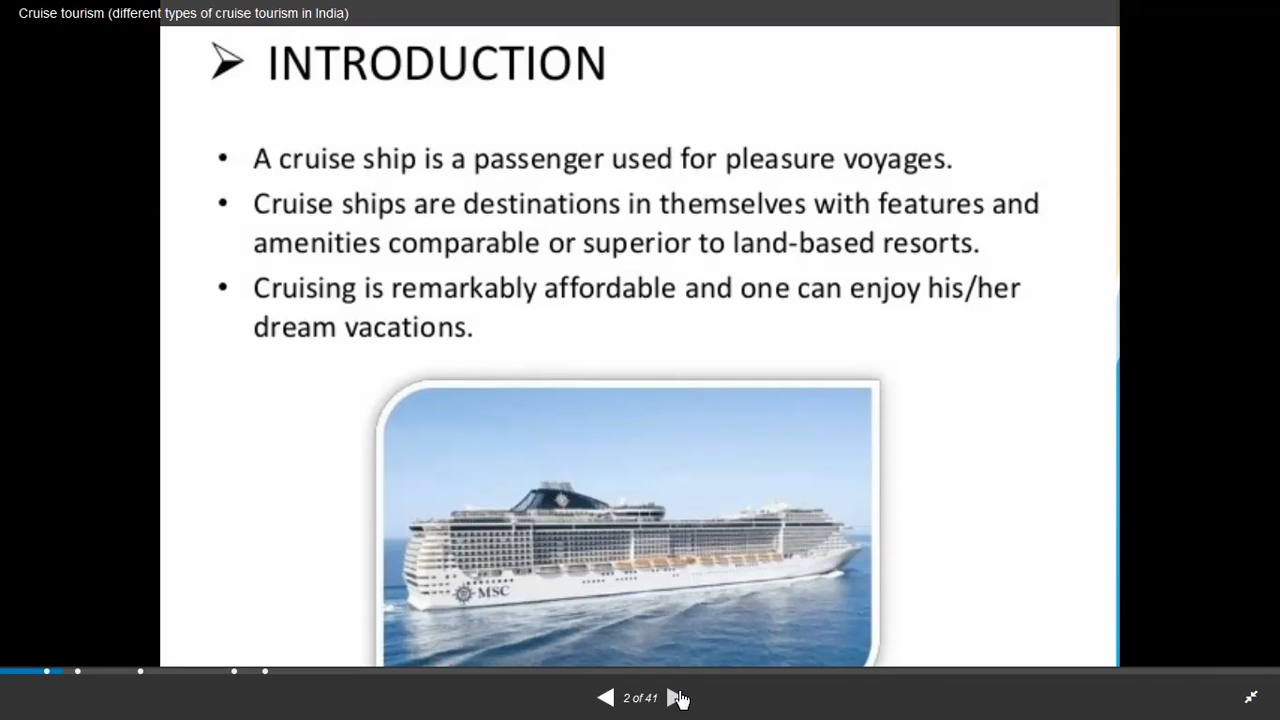 Cruise tourism (different types of cruise tourism in India)
INTRODUCTION
• A cruise ship is a passenger used for pleasure voyages.
• Cruise ships are destinations in themselves with features and
amenities comparable or superior to land-based resorts.
• Cruising is remarkably affordable and one can enjoy his/her
dream vacations.
MSC
2 of 41